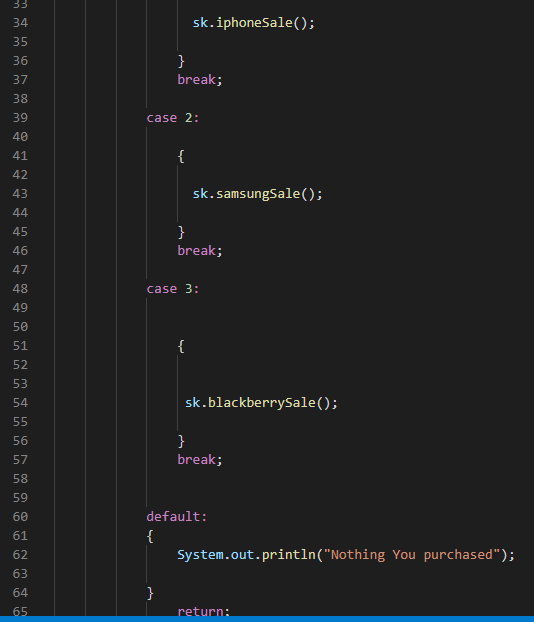 33
34 sk.iphoneSale();
35
36 }
37 break;
38
39 case 2:
40
41 {
42
43 sk.samsungSale();
44
45 }
46 break;
47
48 case 3:
49
50
51 {
52
53
54 sk.blackberrySale();
55
56 }
57 break;
58
59
60 default:
61 {
62 System.out.println("Nothing You purchased");
63
64 }
65 return;